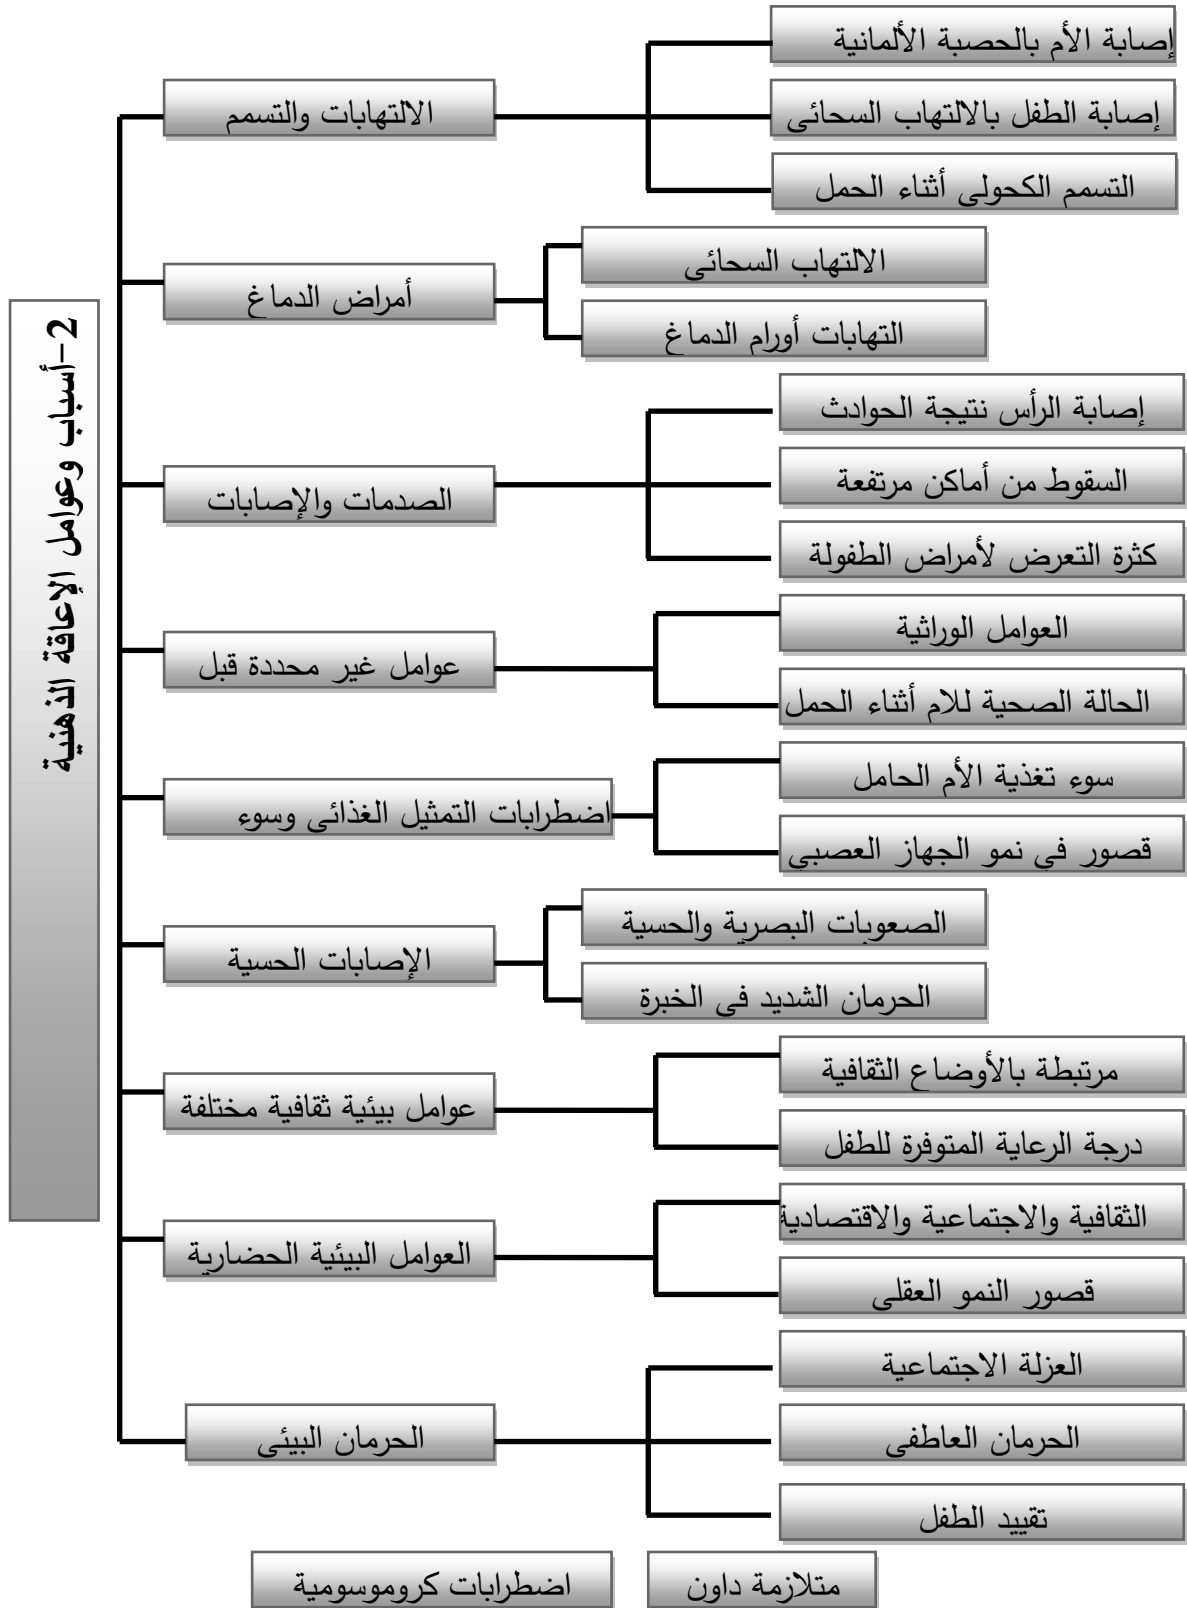 2-أسباب وعوامل الإعاقة الذهنية
الالتهابات والتسمم
إصابة الأم بالحصبة الألمانية
إصابة الطفل بالالتهاب السحائى
التسمم الكحولى أثناء الحمل
أمراض الدماغ
الالتهاب السحائى
التهابات أورام الدماغ
الصدمات والإصابات
إصابة الرأس نتيجة الحوادث
السقوط من أماكن مرتفعة
كثرة التعرض لأمراض الطفولة
عوامل غير محددة قبل
العوامل الوراثية
الحالة الصحية للام أثناء الحمل
اضطرابات التمثيل الغذائى وسوء
سوء تغذية الأم الحامل
قصور فى نمو الجهاز العصبي
الإصابات الحسية
الصعوبات البصرية والحسية
الحرمان الشديد فى الخبرة
عوامل بيئية ثقافية مختلفة
مرتبطة بالأوضاع الثقافية
درجة الرعاية المتوفرة للطفل
العوامل البيئية الحضارية
الثقافية والاجتماعية والاقتصادية
قصور النمو العقلى
الحرمان البيئى
العزلة الاجتماعية
الحرمان العاطفى
تقييد الطفل
اضطرابات كروموسومية
متلازمة داون